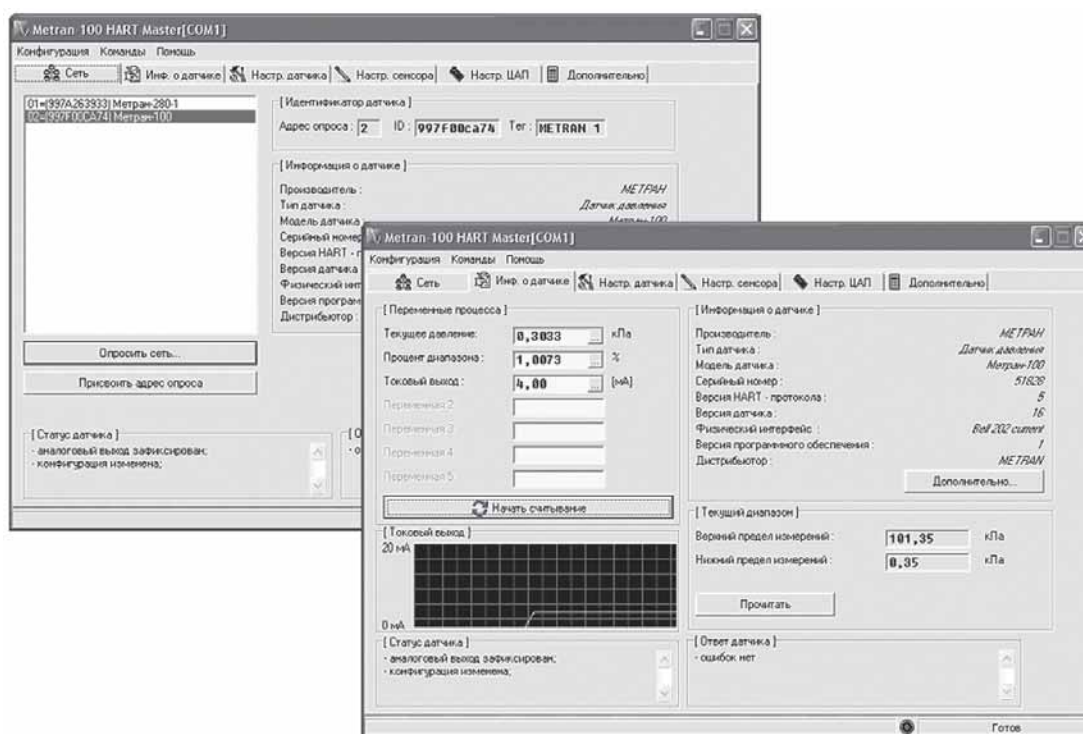 Metran-100 HART Master[COM1]
Конфигурация Команды Помощь
Сеть Инф. о датчике Настр. датчика Настр. сенсора Настр. ЦАП Дополнительно
01=(997A263933) Метран-280-1
02=(997F00CA74) Метран-100
[ Идентификатор датчика ]
Адрес опроса : 2 ID : 997F00ca74 Тег : METRAN 1
[ Информация о датчике ]
Производитель : МЕТРАН
Тип датчика : Датчик давления
Модель датчика : Метран-100
Серийный номер
Версия HART - п
Версия датчика
Физический инт
Версия програм
Дистрибьютор :
Опросить сеть...
Присвоить адрес опроса
[ Статус датчика ]
- аналоговый выход зафиксирован;
- конфигурация изменена;
[ О
- о
Metran-100 HART Master[COM1]
Конфигурация Команды Помощь
Сеть Инф. о датчике Настр. датчика Настр. сенсора Настр. ЦАП Дополнительно
[ Переменные процесса ]
Текущее давление: 0,3033 ... кПа
Процент диапазона : 1,0073 ... %
Токовый выход : 4,00 ... [мА]
Переменная 2
Переменная 3
Переменная 4
Переменная 5
Начать считывание
[ Токовый выход ]
20 мА
0 мА
[ Статус датчика ]
- аналоговый выход зафиксирован;
- конфигурация изменена;
[ Информация о датчике ]
Производитель : МЕТРАН
Тип датчика : Датчик давления
Модель датчика : Метран-100
Серийный номер : 51828
Версия HART - протокола : 5
Версия датчика : 16
Физический интерфейс : Bell 202 current
Версия программного обеспечения : 1
Дистрибьютор : METRAN
Дополнительно...
[ Текущий диапазон ]
Верхний предел измерений : 101,35 кПа
Нижний предел измерений : 0,35 кПа
Прочитать
[ Ответ датчика ]
- ошибок нет
Готов